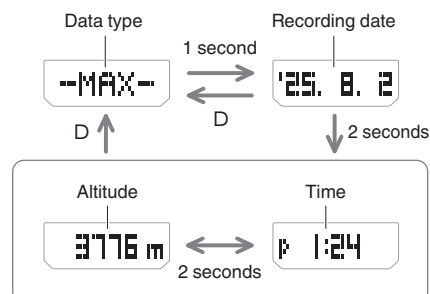 Data type
Recording date
1 second
--MAX--
'25. 8. 2
D
D
2 seconds
Altitude
Time
3776 m
P 1:24
2 seconds